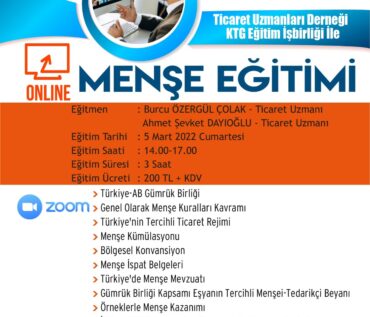 Ticaret Uzmanları Derneği
KTG Eğitim İşbirliği İle
ONLINE
MENŞE EĞİTİMİ
Eğitmen : Burcu ÖZERGÜL ÇOLAK - Ticaret Uzmanı
Ahmet Şevket DAYIOĞLU - Ticaret Uzmanı
Eğitim Tarihi : 5 Mart 2022 Cumartesi
Eğitim Saati : 14.00-17.00
Eğitim Süresi : 3 Saat
Eğitim Ücreti : 200 TL + KDV
zoom
Türkiye-AB Gümrük Birliği
Genel Olarak Menşe Kuralları Kavramı
Türkiye'nin Tercihli Ticaret Rejimi
Menşe Kümülasyonu
Bölgesel Konvansiyon
Menşe İspat Belgeleri
Türkiye'de Menşe Mevzuatı
Gümrük Birliği Kapsamı Eşyanın Tercihli Menşei-Tedarikçi Beyanı
Örneklerle Menşe Kazanımı